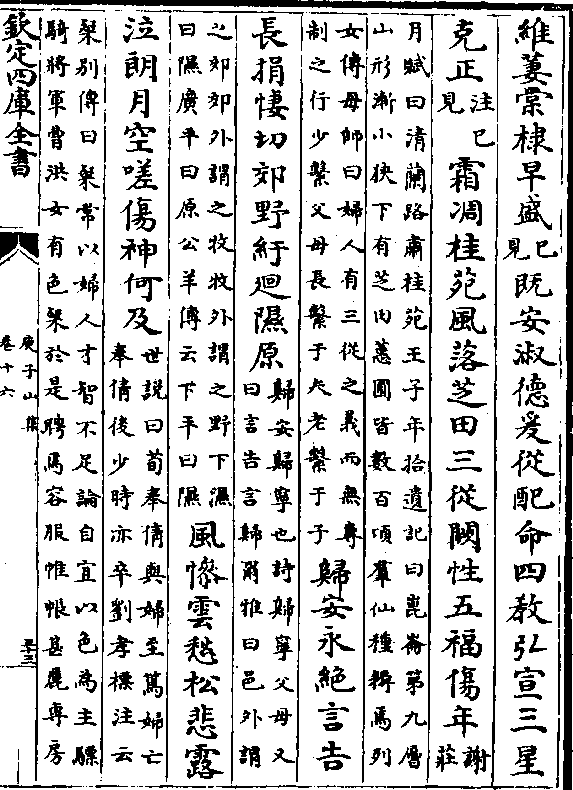 維萋棠棣早盛已見既安淑德爰從配命四教弘宣三星
克正注已見霜凋桂苑風落芝田三從闕性五福傷年謝莊
月賦曰清蘭路肅桂苑王子年拾遺記曰崑崙第九層
山形漸小狹下有芝田蕙圃皆數百頃羣仙種耨焉列
女傳母師曰婦人有三從之義而無專
制之行少繫父母長繫于夫老繫于子
歸安永絶言告
長捐悽切郊野紆迴隰原
歸安歸寧也詩歸寧父母又
曰言告言歸爾雅曰邑外謂
之郊郊外謂之牧牧外謂之野下濕
曰隰廣平曰原公羊傳云下平曰隰
風慘雲愁松悲露
泣朗月空嗟傷神何及
世說曰荀奉倩與婦至篤婦亡
奉倩後少時亦卒劉孝標注云
粲別傳曰粲常以婦人才智不足論自宜以色為主驃
騎將軍曹洪女有色粲於是聘焉容服帷帳甚麗專房
欽定四庫全書
庾子山集
卷十六